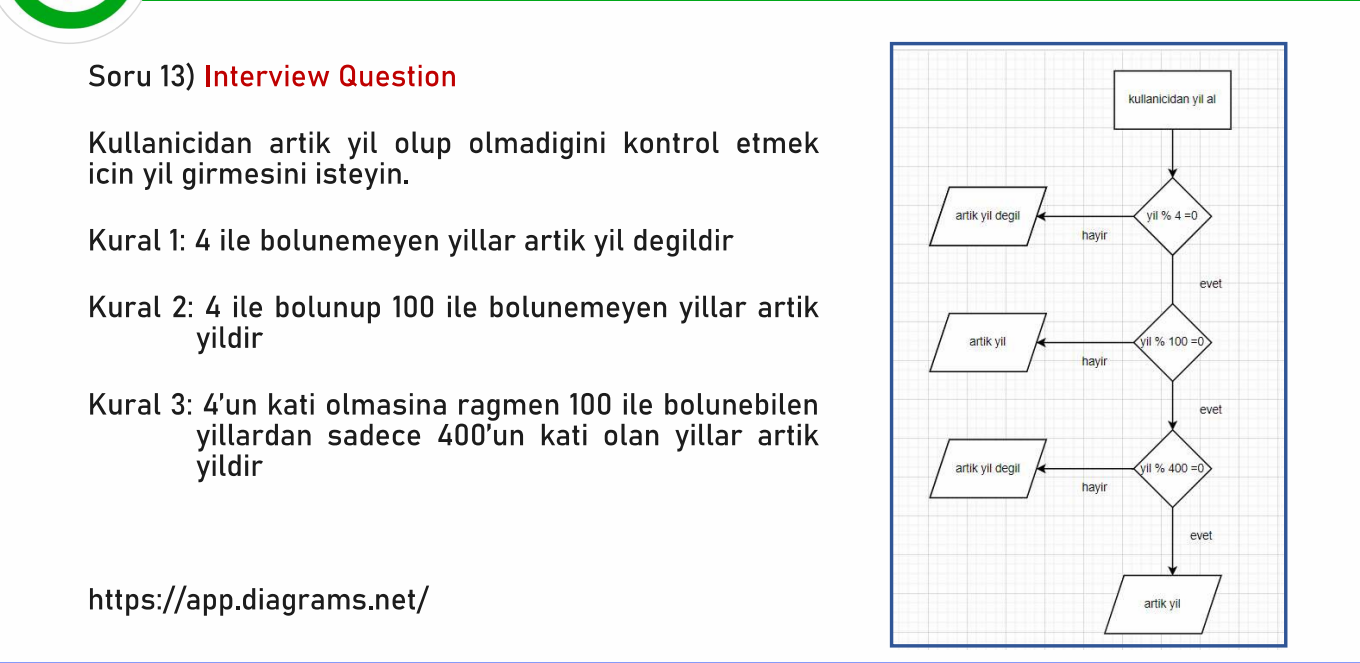 Soru 13) Interview Question
Kullanicidan artik yil olup olmadigini kontrol etmek
icin yil girmesini isteyin.
Kural 1: 4 ile bolunemeyen yillar artik yil degildir
Kural 2: 4 ile bolunup 100 ile bolunemeyen yillar artik
yildir
Kural 3: 4'un kati olmasina ragmen 100 ile bolunebilen
yillardan sadece 400'un kati olan yillar artik
yildir
https://app.diagrams.net/
kullanicidan yil al
yil % 4 =0
artik yil degil
hayir
evet
yil % 100 =0
artik yil
hayir
evet
yil % 400 =0
artik yil degil
hayir
evet
artik yil